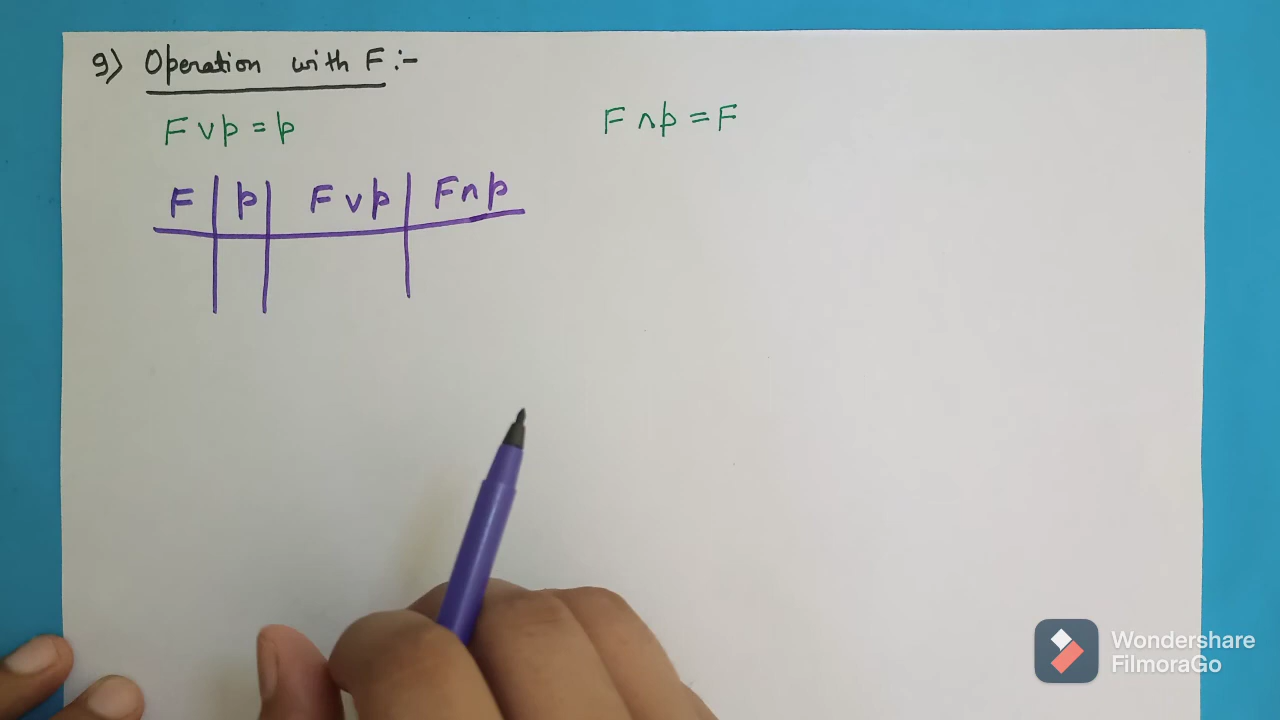 9) Operation with F :-
F ∨ p = p
F ∧ p = F
F p F ∨ p F ∧ p
Wondershare
FilmoraGo